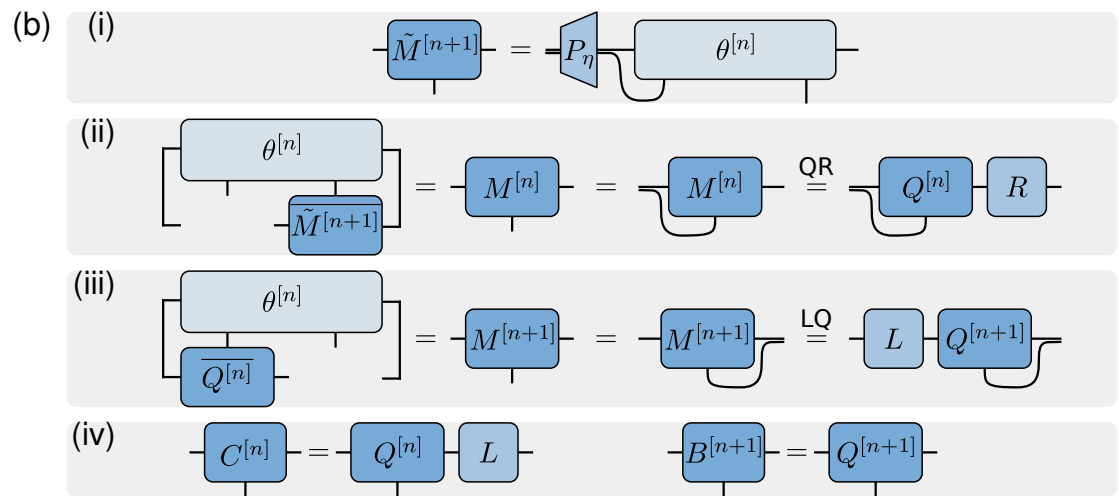 (b) (i)
M̃^[n+1] = P_η θ^[n]
(ii)
θ^[n] M̃^[n+1] = M^[n] = M^[n] QR = Q^[n] R
(iii)
θ^[n] Q^[n] = M^[n+1] = M^[n+1] LQ = L Q^[n+1]
(iv)
C^[n] = Q^[n] L B^[n+1] = Q^[n+1]